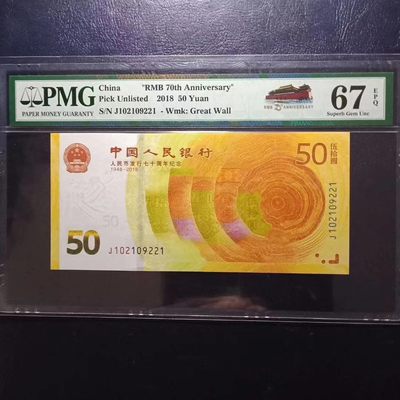 PMG
PAPER MONEY GUARANTY
China "RMB 70th Anniversary"
Pick Unlisted 2018 50 Yuan
S/N J102109221 - Wmk: Great Wall
67 EPQ
Superb Gem Unc
中国人民银行
人民币发行七十周年纪念
1948-2018
50
伍拾圆
J102109221
50
50
J102109221